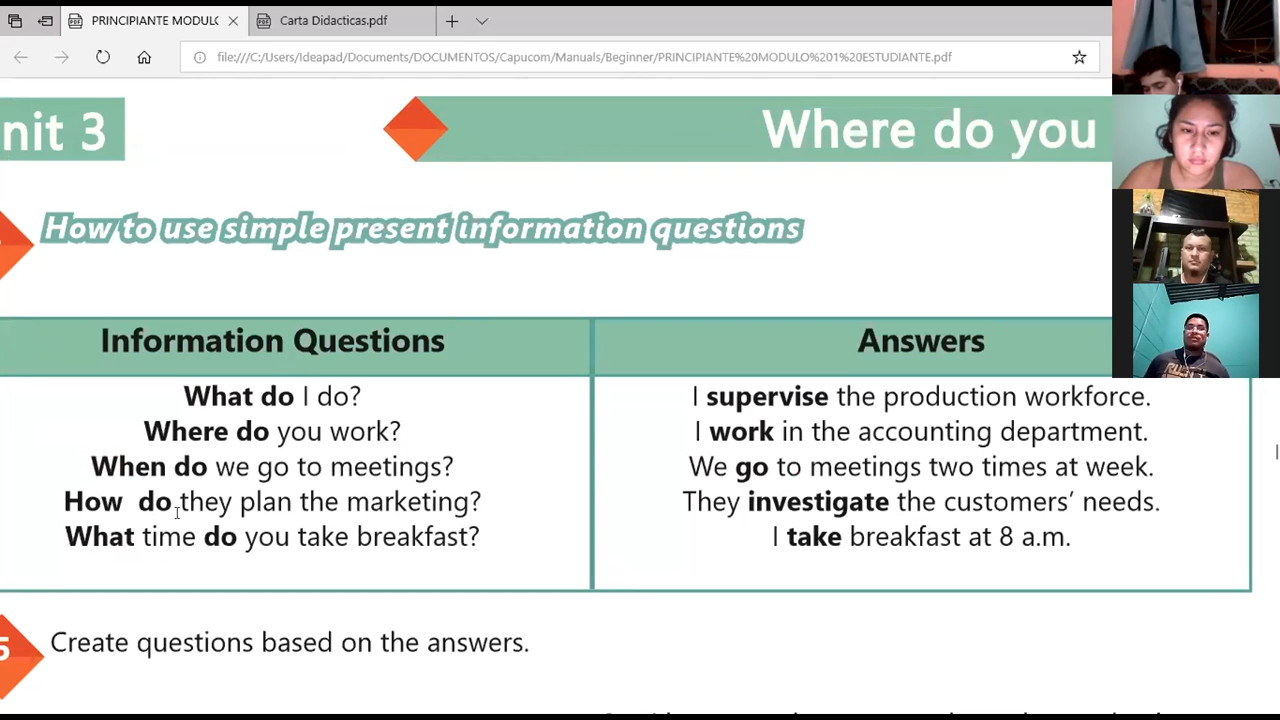 PRINCIPIANTE MODULO
Carta Didacticas.pdf
file:///C:/Users/Ideapad/Documents/DOCUMENTOS/Capucom/Manuals/Beginner/PRINCIPIANTE%20MODULO%201%20ESTUDIANTE.pdf
nit 3
Where do you
How to use simple present information questions
Information Questions
Answers
What do I do?
I supervise the production workforce.
Where do you work?
I work in the accounting department.
When do we go to meetings?
We go to meetings two times at week.
How do they plan the marketing?
They investigate the customers’ needs.
What time do you take breakfast?
I take breakfast at 8 a.m.
5
Create questions based on the answers.